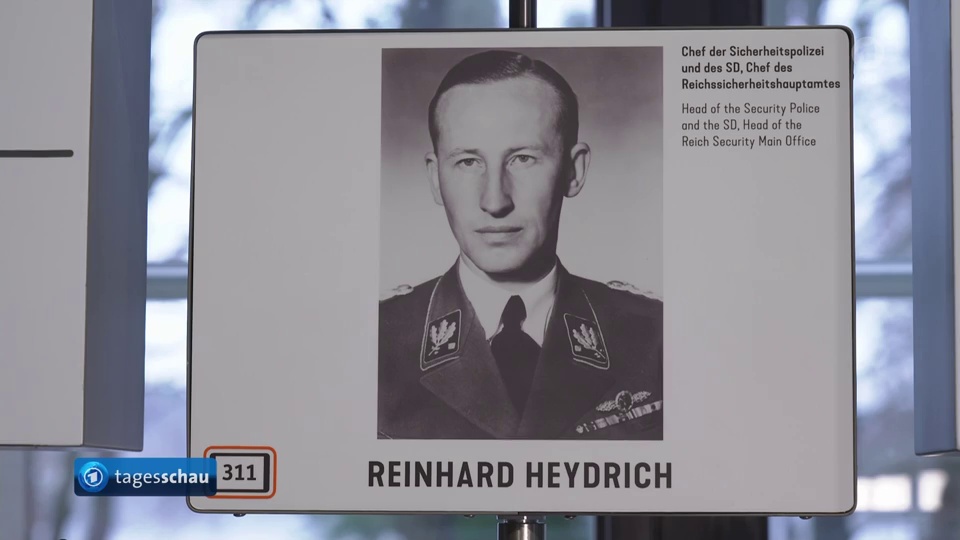 Chef der Sicherheitspolizei
und des SD, Chef des
Reichssicherheitshauptamtes
Head of the Security Police
and the SD, Head of the
Reich Security Main Office
1 tagesschau
311
REINHARD HEYDRICH